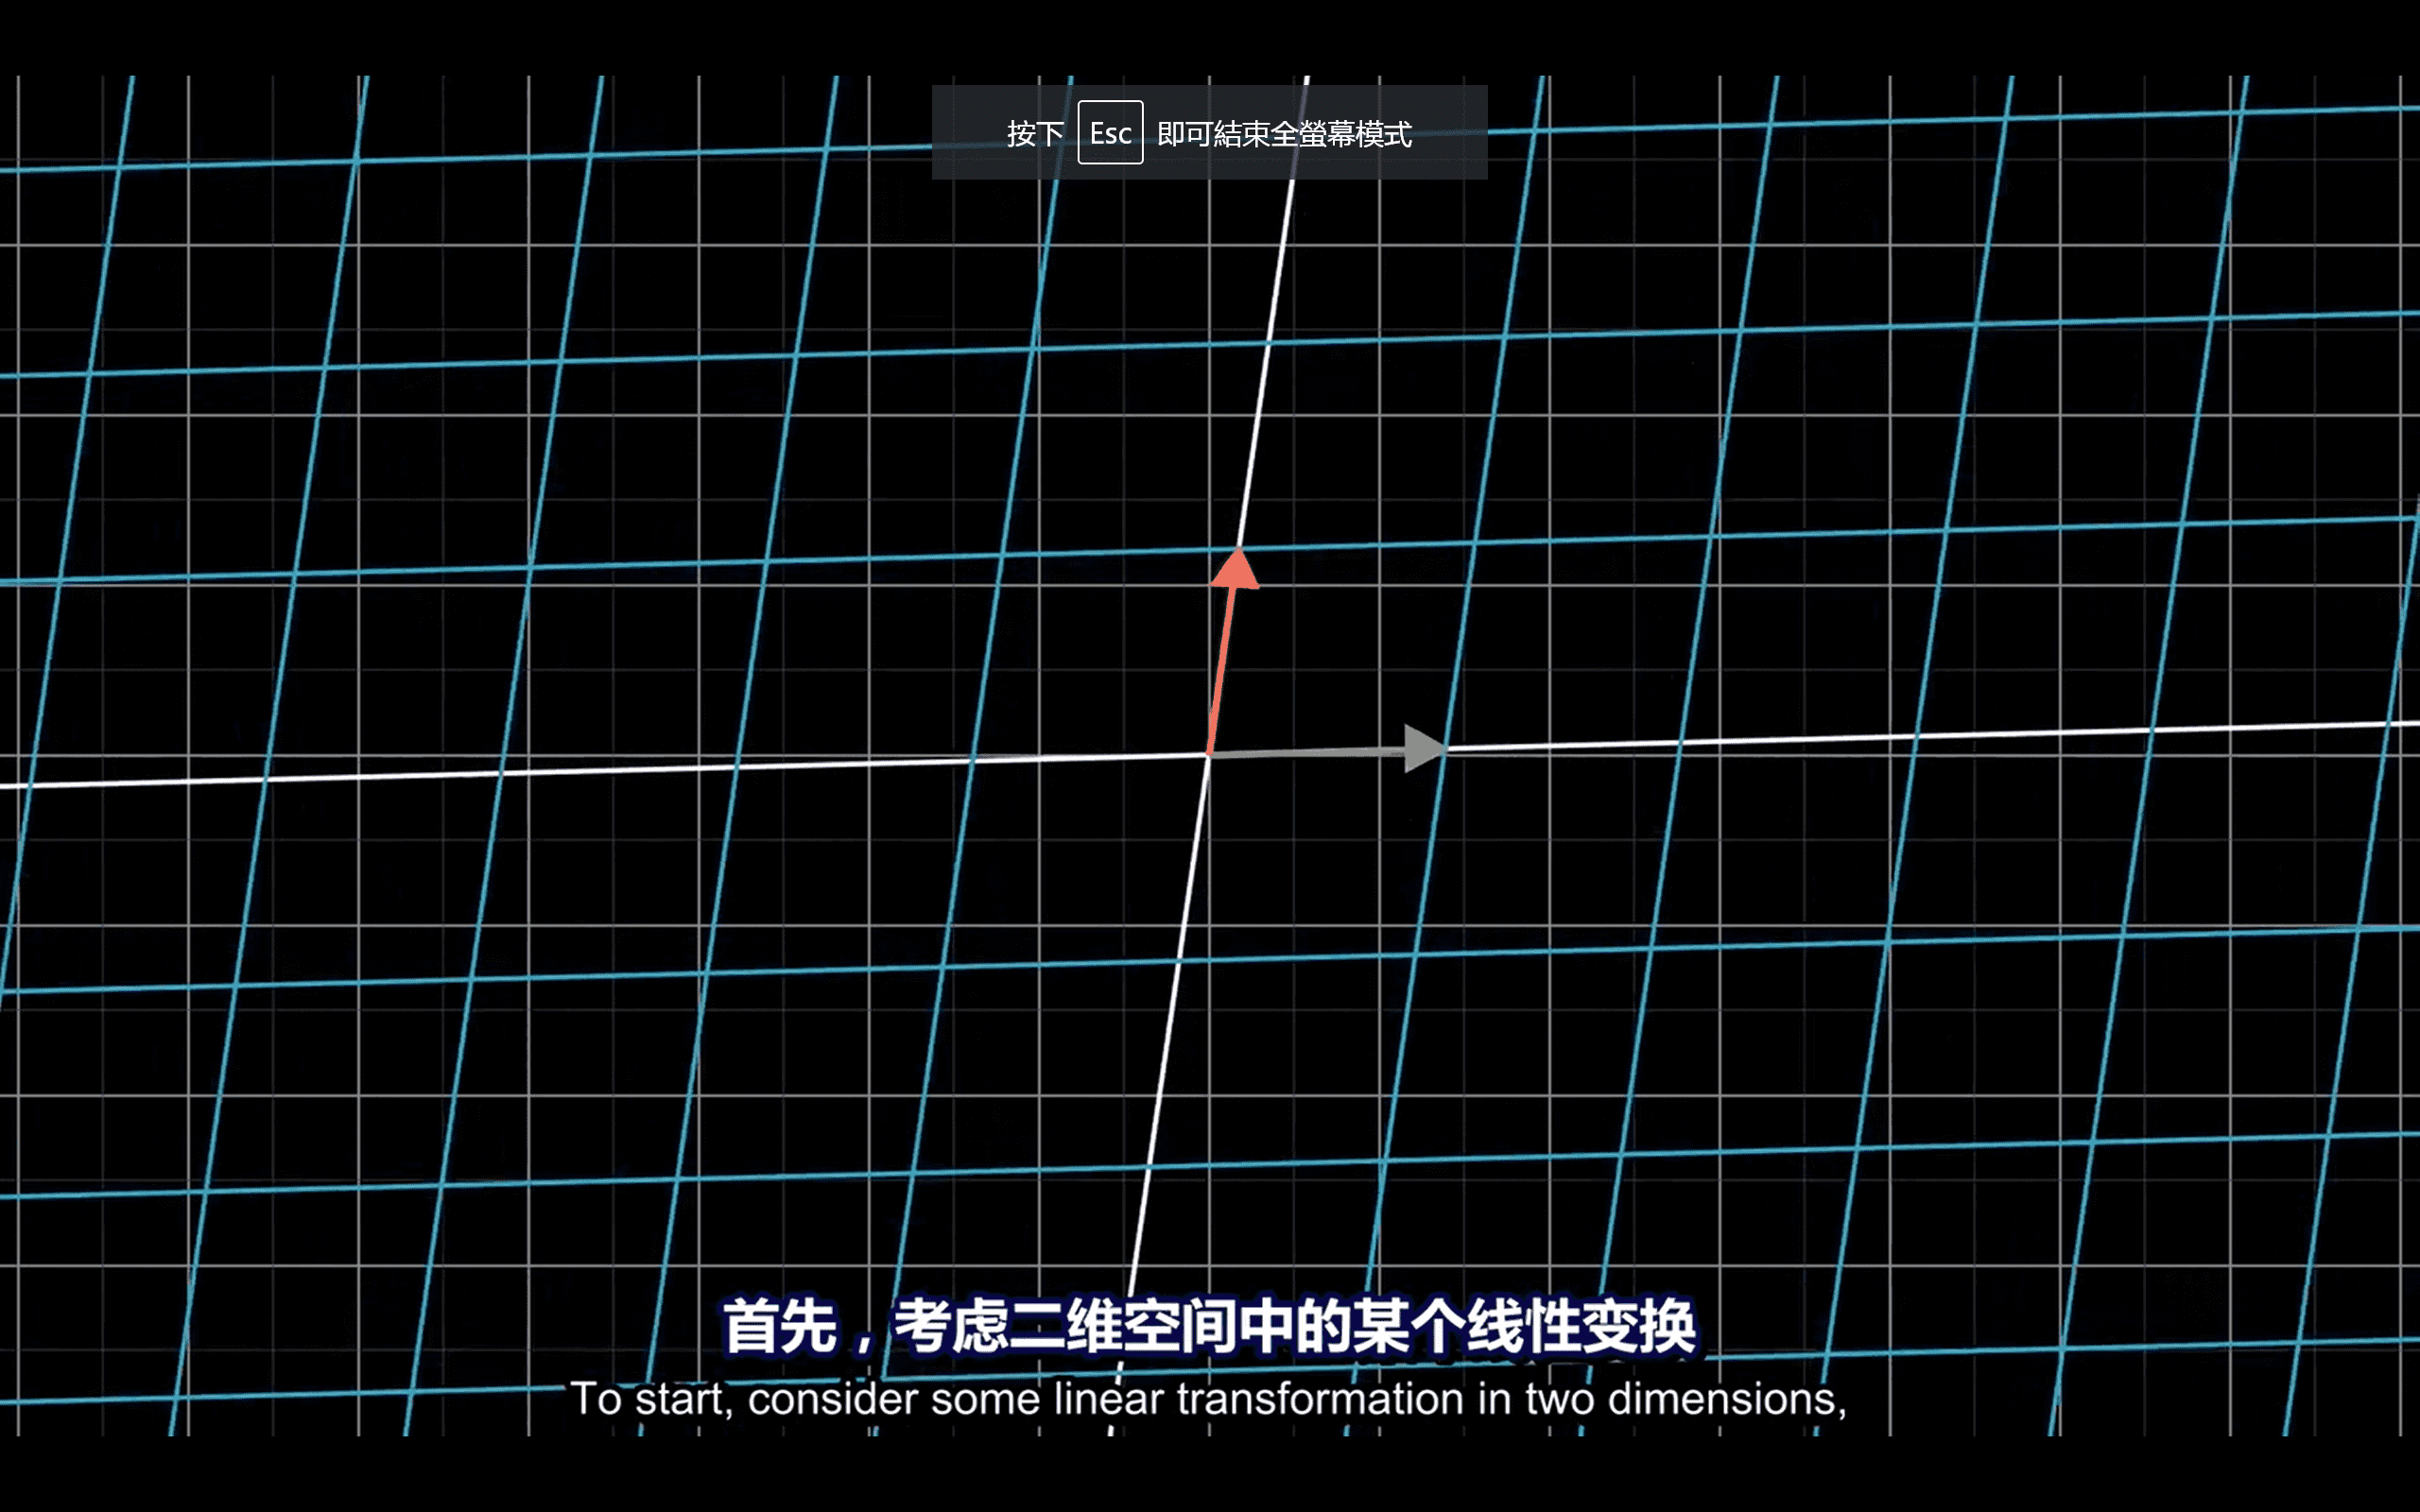 按下 Esc 即可結束全螢幕模式
首先，考虑二维空间中的某个线性变换
To start, consider some linear transformation in two dimensions,